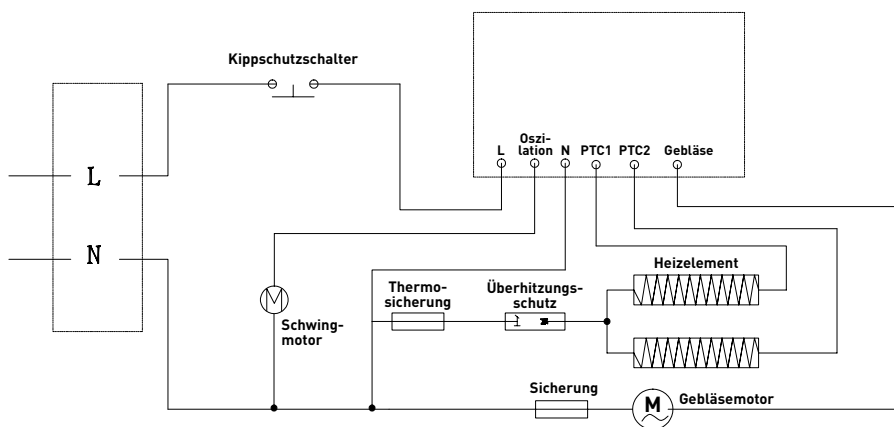 Kippschutzschalter
L
Oszi-
lation
N
PTC1
PTC2
Gebläse
L
N
M
Schwing-
motor
Thermo-
sicherung
Überhitzungs-
schutz
Heizelement
Sicherung
M
Gebläsemotor